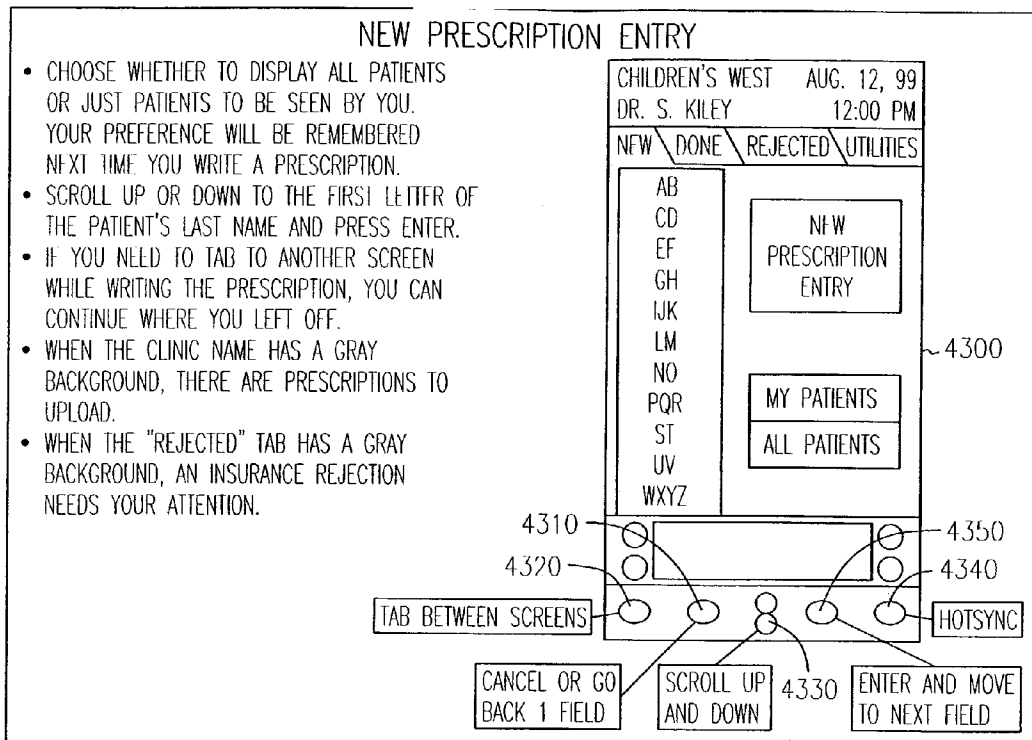 NEW PRESCRIPTION ENTRY
• CHOOSE WHETHER TO DISPLAY ALL PATIENTS
OR JUST PATIENTS TO BE SEEN BY YOU.
YOUR PREFERENCE WILL BE REMEMBERED
NEXT TIME YOU WRITE A PRESCRIPTION.
• SCROLL UP OR DOWN TO THE FIRST LETTER OF
THE PATIENT'S LAST NAME AND PRESS ENTER.
• IF YOU NEED TO TAB TO ANOTHER SCREEN
WHILE WRITING THE PRESCRIPTION, YOU CAN
CONTINUE WHERE YOU LEFT OFF.
• WHEN THE CLINIC NAME HAS A GRAY
BACKGROUND, THERE ARE PRESCRIPTIONS TO
UPLOAD.
• WHEN THE "REJECTED" TAB HAS A GRAY
BACKGROUND, AN INSURANCE REJECTION
NEEDS YOUR ATTENTION.
CHILDREN'S WEST AUG. 12, 99
DR. S. KILEY 12:00 PM
NEW DONE REJECTED UTILITIES
AB
CD
EF
GH
IJK
LM
NO
PQR
ST
UV
WXYZ
NEW
PRESCRIPTION
ENTRY
MY PATIENTS
ALL PATIENTS
4300
4310
4320
4350
4340
TAB BETWEEN SCREENS
HOTSYNC
CANCEL OR GO
BACK 1 FIELD
SCROLL UP
AND DOWN
4330
ENTER AND MOVE
TO NEXT FIELD